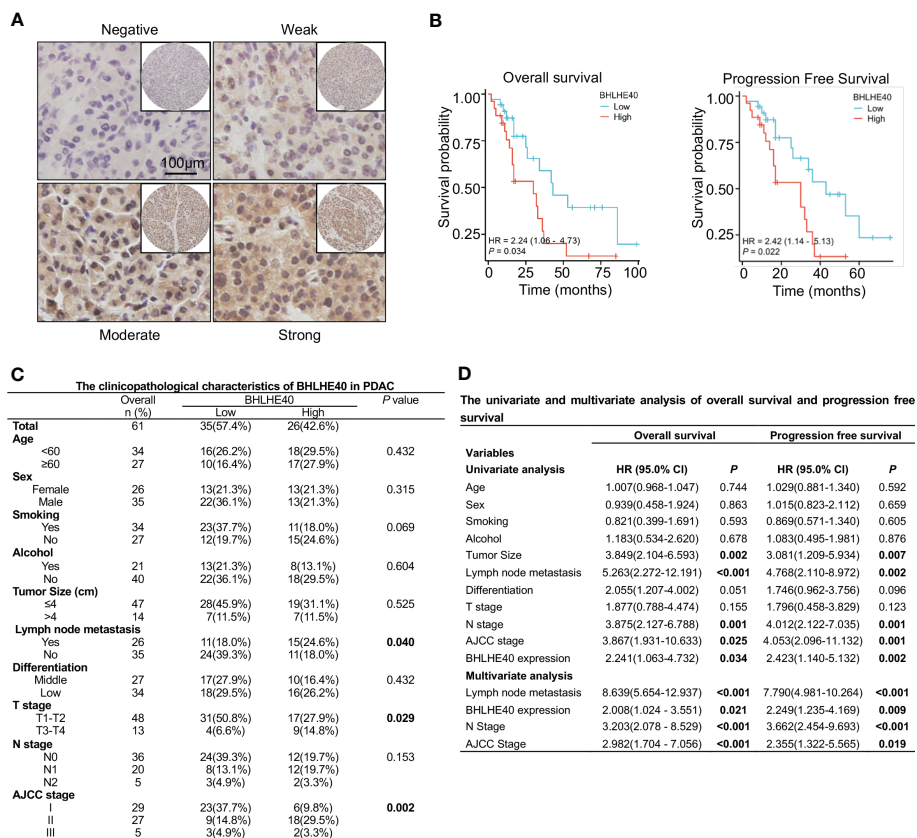 A
Negative
Weak
100μm
Moderate
Strong
B
Overall survival
BHLHE40
Low
High
Survival probability
1.00
0.75
0.50
0.25
HR = 2.24 (1.06 - 4.73)
P = 0.034
0 25 50 75 100
Time (months)
Progression Free Survival
BHLHE40
Low
High
Survival probability
1.00
0.75
0.50
0.25
HR = 2.42 (1.14 - 5.13)
P = 0.022
0 20 40 60
Time (months)
C
The clinicopathological characteristics of BHLHE40 in PDAC
Overall BHLHE40 P value
n (%) Low High
Total 61 35(57.4%) 26(42.6%)
Age
<60 34 16(26.2%) 18(29.5%) 0.432
≥60 27 10(16.4%) 17(27.9%)
Sex
Female 26 13(21.3%) 13(21.3%) 0.315
Male 35 22(36.1%) 13(21.3%)
Smoking
Yes 34 23(37.7%) 11(18.0%) 0.069
No 27 12(19.7%) 15(24.6%)
Alcohol
Yes 21 13(21.3%) 8(13.1%) 0.604
No 40 22(36.1%) 18(29.5%)
Tumor Size (cm)
≤4 47 28(45.9%) 19(31.1%) 0.525
>4 14 7(11.5%) 7(11.5%)
Lymph node metastasis
Yes 26 11(18.0%) 15(24.6%) 0.040
No 35 24(39.3%) 11(18.0%)
Differentiation
Middle 27 17(27.9%) 10(16.4%) 0.432
Low 34 18(29.5%) 16(26.2%)
T stage
T1-T2 48 31(50.8%) 17(27.9%) 0.029
T3-T4 13 4(6.6%) 9(14.8%)
N stage
N0 36 24(39.3%) 12(19.7%) 0.153
N1 20 8(13.1%) 12(19.7%)
N2 5 3(4.9%) 2(3.3%)
AJCC stage
I 29 23(37.7%) 6(9.8%) 0.002
II 27 9(14.8%) 18(29.5%)
III 5 3(4.9%) 2(3.3%)
D
The univariate and multivariate analysis of overall survival and progression free
survival
Overall survival Progression free survival
Variables
Univariate analysis HR (95.0% CI) P HR (95.0% CI) P
Age 1.007(0.968-1.047) 0.744 1.029(0.881-1.340) 0.592
Sex 0.939(0.458-1.924) 0.863 1.015(0.823-2.112) 0.659
Smoking 0.821(0.399-1.691) 0.593 0.869(0.571-1.340) 0.605
Alcohol 1.183(0.534-2.620) 0.678 1.083(0.495-1.981) 0.876
Tumor Size 3.849(2.104-6.593) 0.002 3.081(1.209-5.934) 0.007
Lymph node metastasis 5.263(2.272-12.191) <0.001 4.768(2.110-8.972) 0.002
Differentiation 2.055(1.207-4.002) 0.051 1.746(0.962-3.756) 0.096
T stage 1.877(0.788-4.474) 0.155 1.796(0.458-3.829) 0.123
N stage 3.875(2.127-6.788) 0.001 4.012(2.122-7.035) 0.001
AJCC stage 3.867(1.931-10.633) 0.025 4.053(2.096-11.132) 0.001
BHLHE40 expression 2.241(1.063-4.732) 0.034 2.423(1.140-5.132) 0.002
Multivariate analysis
Lymph node metastasis 8.639(5.654-12.937) <0.001 7.790(4.981-10.264) <0.001
BHLHE40 expression 2.008(1.024 - 3.551) 0.021 2.249(1.235-4.169) 0.009
N Stage 3.203(2.078 - 8.529) <0.001 3.662(2.454-9.693) <0.001
AJCC Stage 2.982(1.704 - 7.056) <0.001 2.355(1.322-5.565) 0.019